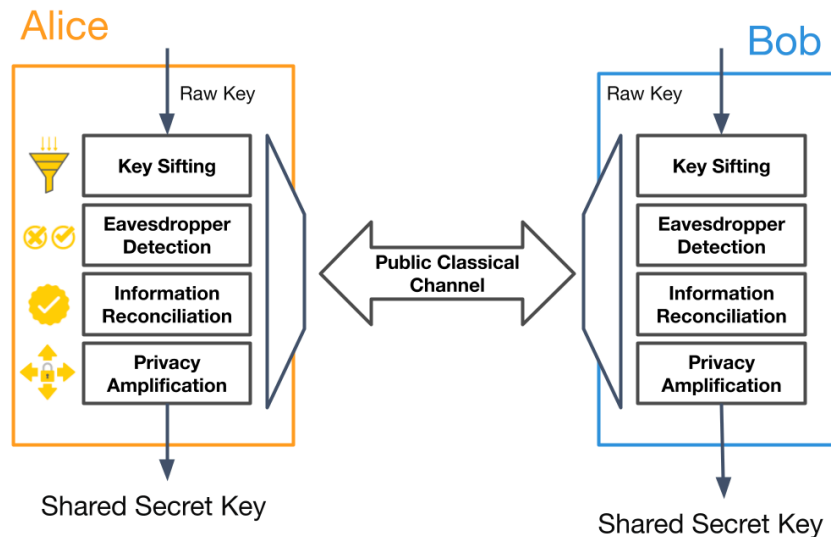 Alice
Raw Key
Key Sifting
Eavesdropper
Detection
Information
Reconciliation
Privacy
Amplification
Shared Secret Key
Public Classical
Channel
Bob
Raw Key
Key Sifting
Eavesdropper
Detection
Information
Reconciliation
Privacy
Amplification
Shared Secret Key